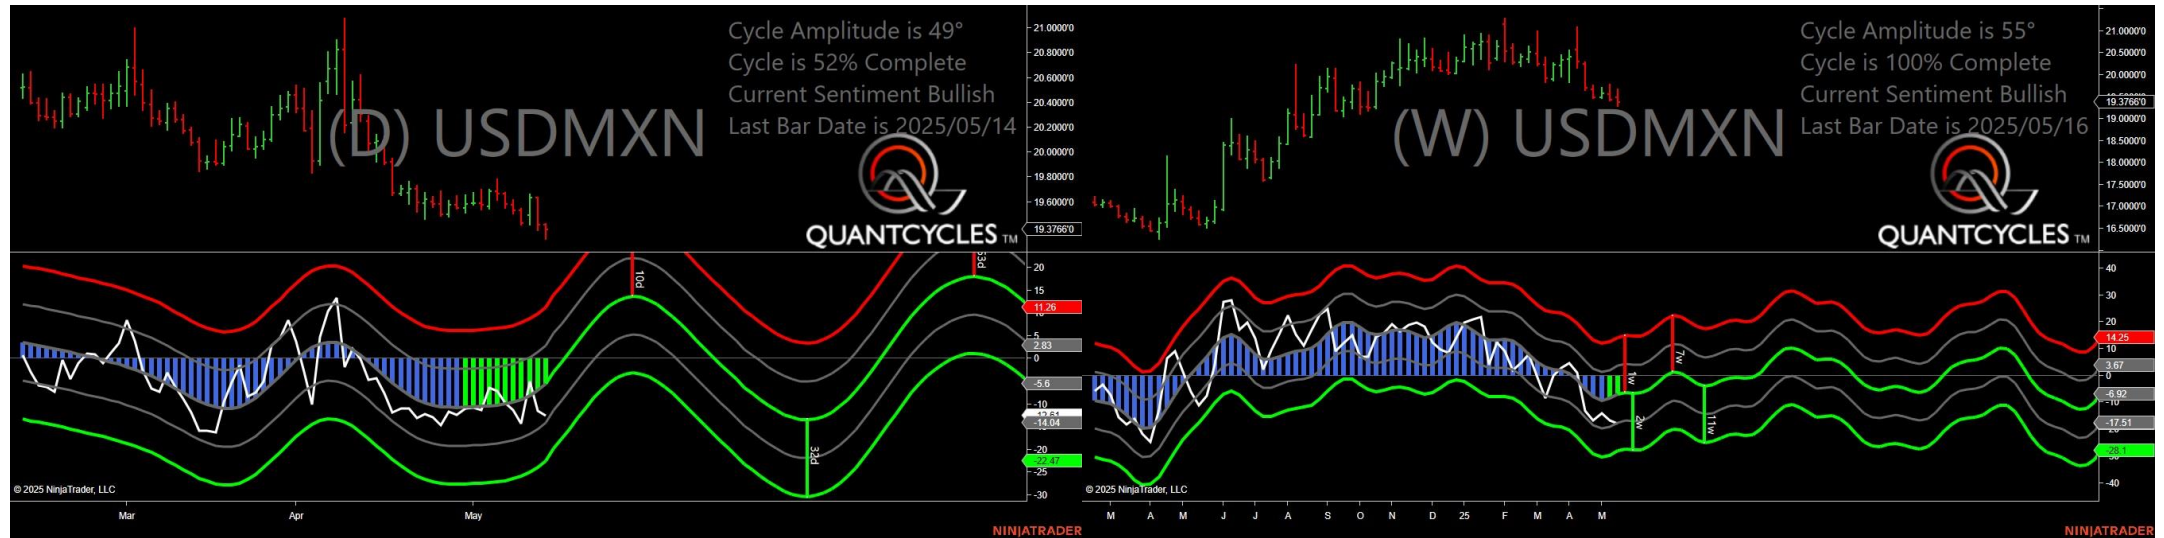 Cycle Amplitude is 49°
Cycle is 52% Complete
Current Sentiment Bullish
Last Bar Date is 2025/05/14
(D) USDMXN
QUANTCYCLES TM
21.0000'0
20.8000'0
20.6000'0
20.4000'0
20.2000'0
20.0000'0
19.8000'0
19.6000'0
19.3766'0
10d
53d
32d
20
15
11.26
5
2.83
0
-5.6
-10
-14.04
-20
-22.47
-25
-30
© 2025 NinjaTrader, LLC
Mar Apr May
NINJATRADER
Cycle Amplitude is 55°
Cycle is 100% Complete
Current Sentiment Bullish
Last Bar Date is 2025/05/16
(W) USDMXN
QUANTCYCLES TM
21.0000'0
20.5000'0
20.0000'0
19.3766'0
19.0000'0
18.5000'0
18.0000'0
17.5000'0
17.0000'0
16.5000'0
1w
7w
2w
11w
40
30
20
14.25
10
3.67
0
-6.92
-17.51
-28.1
-40
© 2025 NinjaTrader, LLC
M A M J J A S O N D 25 F M A M
NINJATRADER